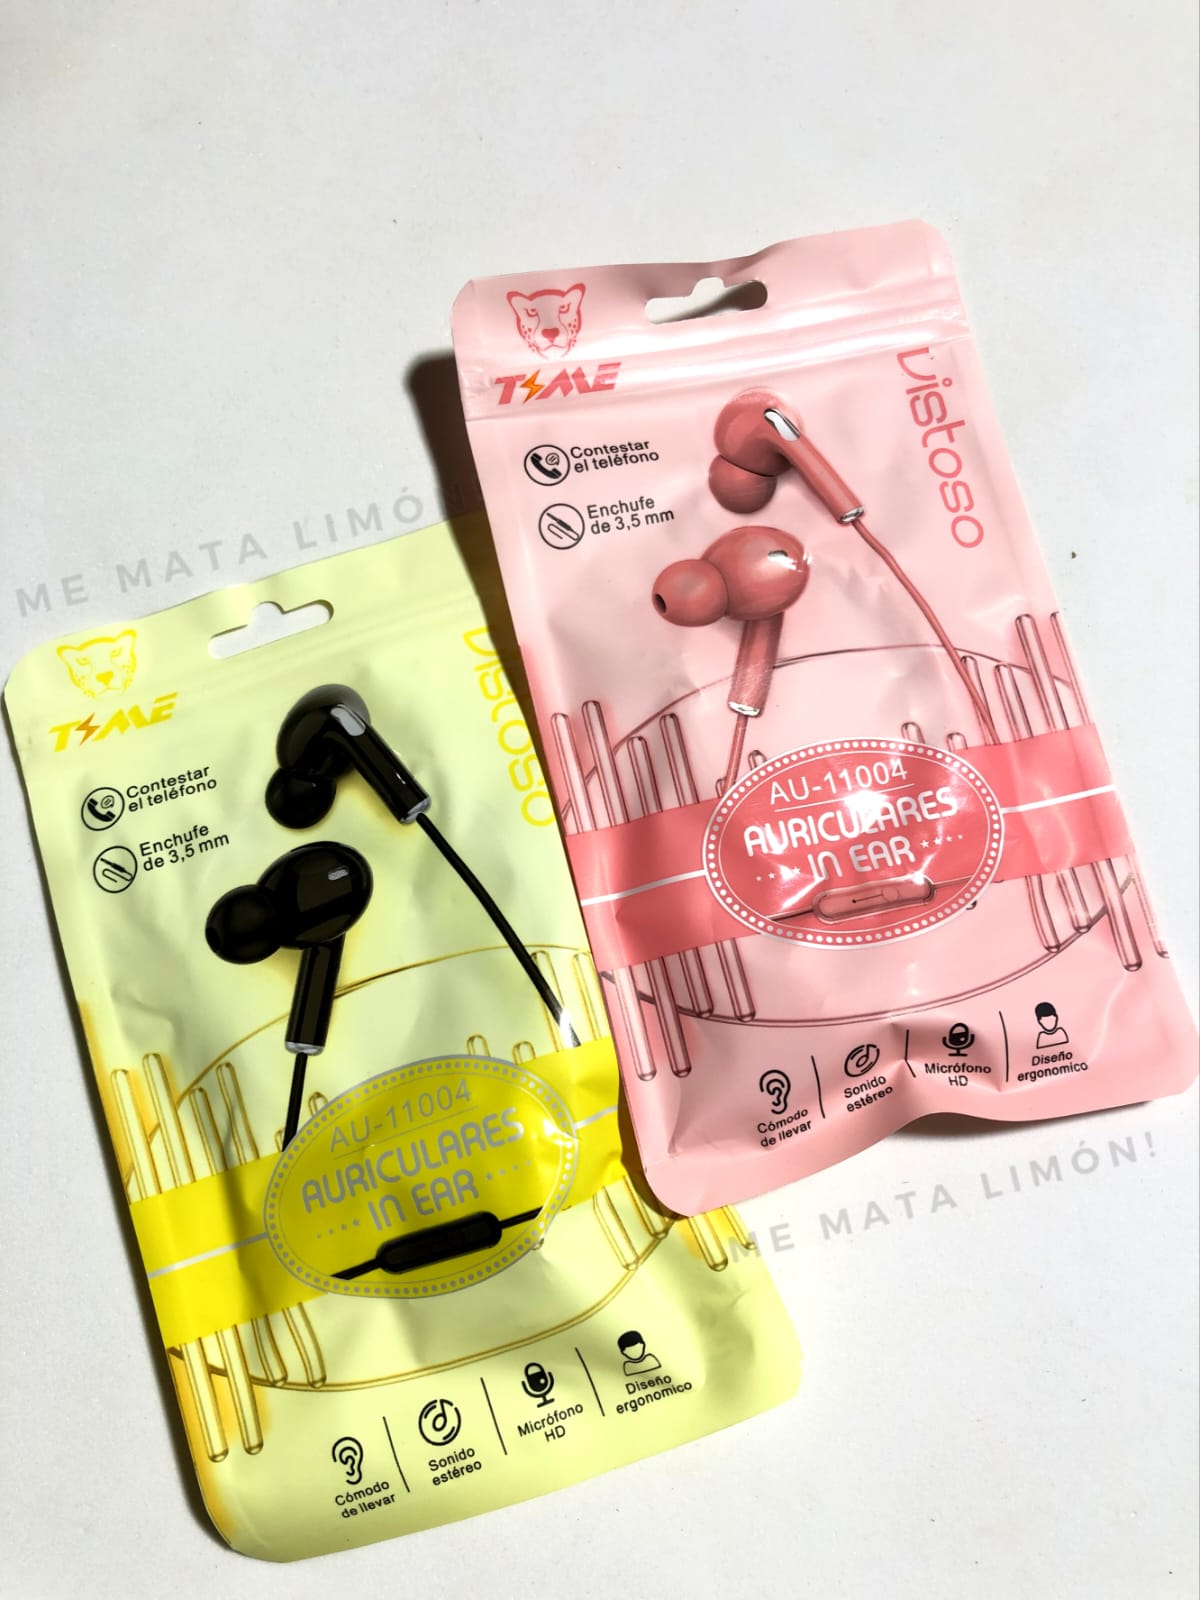 TIME
vistoso
Contestar
el teléfono
Enchufe
de 3,5 mm
AU-11004
AURICULARES
IN EAR
Cómodo
de llevar
Sonido
estéreo
Micrófono
HD
Diseño
ergonomico
ME MATA LIMÓN!
TIME
vistoso
Contestar
el teléfono
Enchufe
de 3,5 mm
AU-11004
AURICULARES
IN EAR
Cómodo
de llevar
Sonido
estéreo
Micrófono
HD
Diseño
ergonomico
ME MATA LIMÓN!